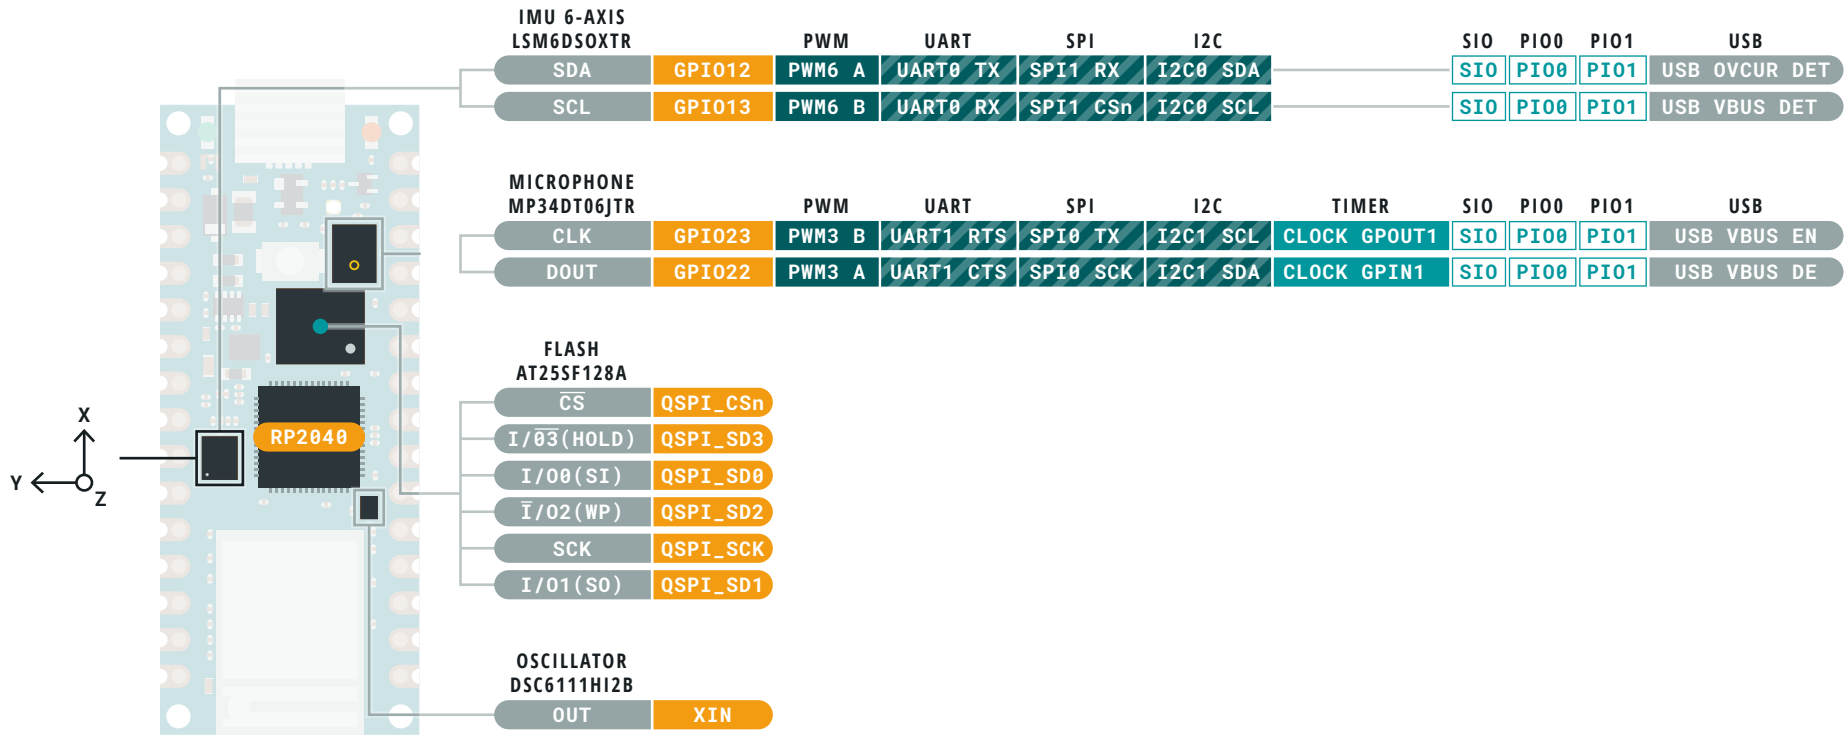 IMU 6-AXIS
LSM6DSOXTR PWM UART SPI I2C SIO PIO0 PIO1 USB
SDA GPIO12 PWM6 A UART0 TX SPI1 RX I2C0 SDA SIO PIO0 PIO1 USB OVCUR DET
SCL GPIO13 PWM6 B UART0 RX SPI1 CSn I2C0 SCL SIO PIO0 PIO1 USB VBUS DET
MICROPHONE
MP34DT06JTR PWM UART SPI I2C TIMER SIO PIO0 PIO1 USB
CLK GPIO23 PWM3 B UART1 RTS SPI0 TX I2C1 SCL CLOCK GPOUT1 SIO PIO0 PIO1 USB VBUS EN
DOUT GPIO22 PWM3 A UART1 CTS SPI0 SCK I2C1 SDA CLOCK GPIN1 SIO PIO0 PIO1 USB VBUS DE
FLASH
AT25SF128A
CS QSPI_CSn
I/03(HOLD) QSPI_SD3
I/O0(SI) QSPI_SD0
I/O2(WP) QSPI_SD2
SCK QSPI_SCK
I/O1(SO) QSPI_SD1
OSCILLATOR
DSC6111HI2B
OUT XIN
RP2040
X
Y
Z